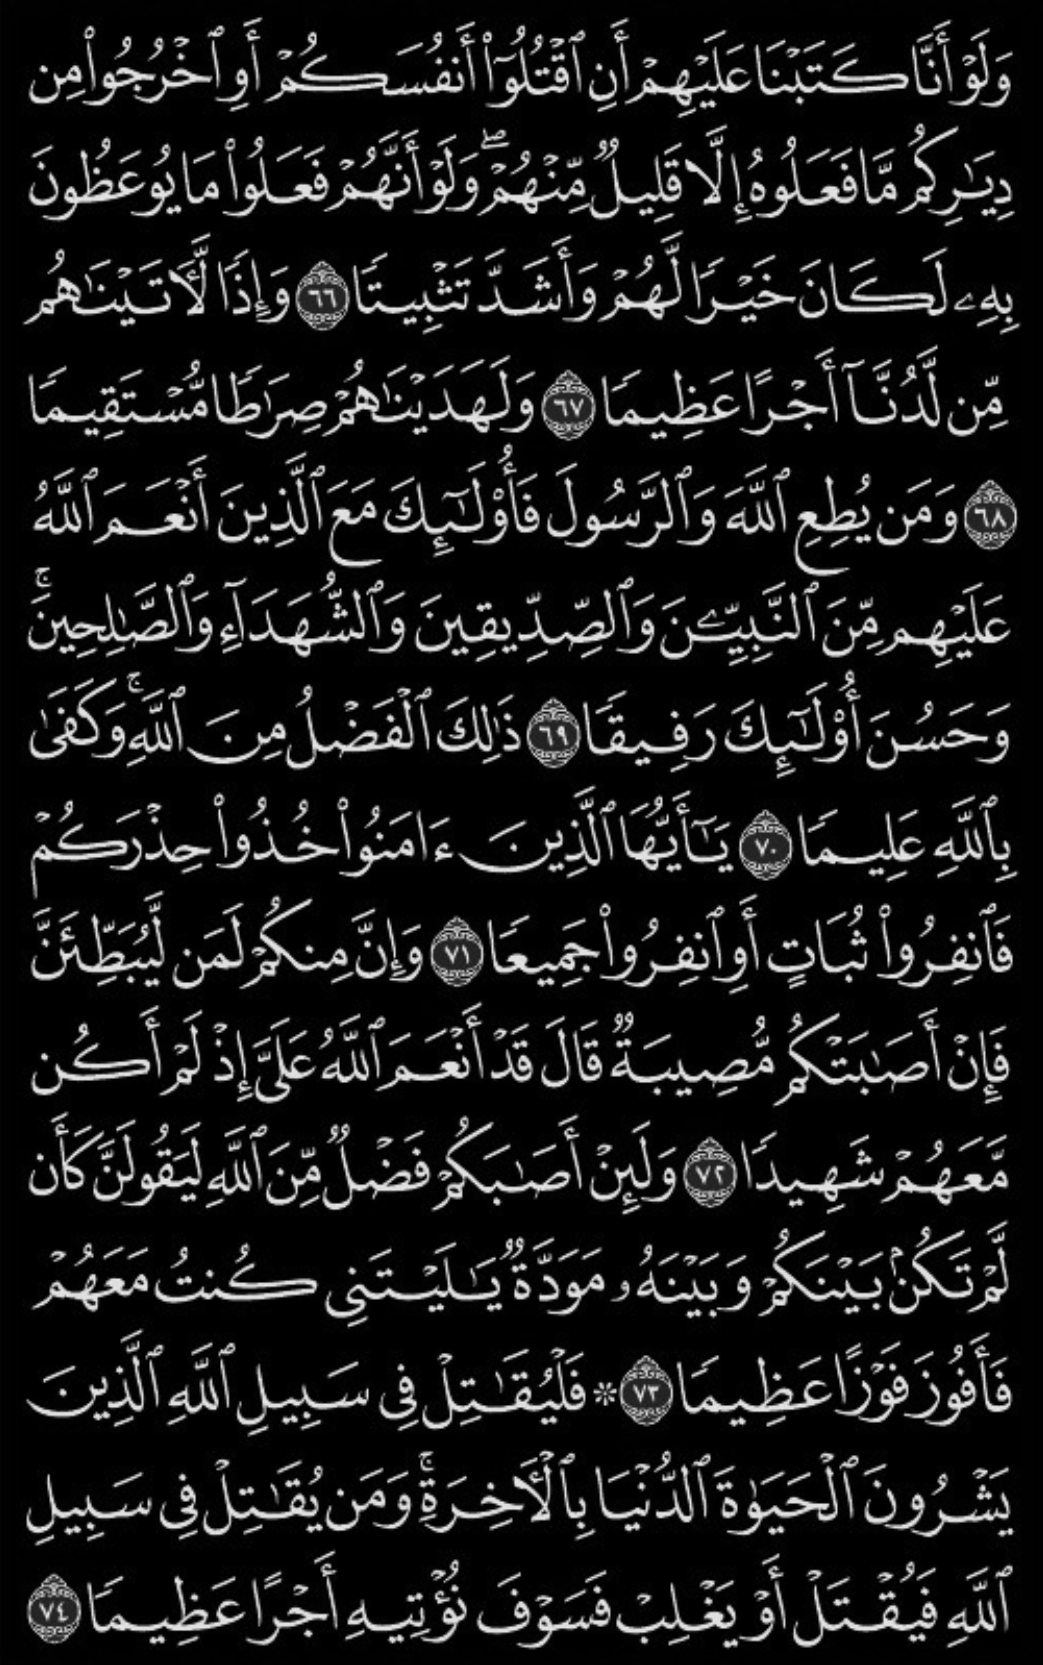 وَلَوْ أَنَّا كَتَبْنَا عَلَيْهِمْ أَنِ ٱقْتُلُوٓا۟ أَنفُسَكُمْ أَوِ ٱخْرُجُوا۟ مِن
دِيَـٰرِكُم مَّا فَعَلُوهُ إِلَّا قَلِيلٌ مِّنْهُمْ ۖ وَلَوْ أَنَّهُمْ فَعَلُوا۟ مَا يُوعَظُونَ
بِهِۦ لَكَانَ خَيْرًا لَّهُمْ وَأَشَدَّ تَثْبِيتًا ٦٦ وَإِذًا لَّـَٔاتَيْنَـٰهُم
مِّن لَّدُنَّآ أَجْرًا عَظِيمًا ٦٧ وَلَهَدَيْنَـٰهُمْ صِرَٰطًا مُّسْتَقِيمًا
٦٨ وَمَن يُطِعِ ٱللَّهَ وَٱلرَّسُولَ فَأُو۟لَـٰٓئِكَ مَعَ ٱلَّذِينَ أَنْعَمَ ٱللَّهُ
عَلَيْهِم مِّنَ ٱلنَّبِيِّـۧنَ وَٱلصِّدِّيقِينَ وَٱلشُّهَدَآءِ وَٱلصَّـٰلِحِينَ ۚ
وَحَسُنَ أُو۟لَـٰٓئِكَ رَفِيقًا ٦٩ ذَٰلِكَ ٱلْفَضْلُ مِنَ ٱللَّهِ ۚ وَكَفَىٰ
بِٱللَّهِ عَلِيمًا ٧٠ يَـٰٓأَيُّهَا ٱلَّذِينَ ءَامَنُوا۟ خُذُوا۟ حِذْرَكُمْ
فَٱنفِرُوا۟ ثُبَاتٍ أَوِ ٱنفِرُوا۟ جَمِيعًا ٧١ وَإِنَّ مِنكُمْ لَمَن لَّيُبَطِّئَنَّ
فَإِنْ أَصَـٰبَتْكُم مُّصِيبَةٌ قَالَ قَدْ أَنْعَمَ ٱللَّهُ عَلَىَّ إِذْ لَمْ أَكُن
مَّعَهُمْ شَهِيدًا ٧٢ وَلَئِنْ أَصَـٰبَكُمْ فَضْلٌ مِّنَ ٱللَّهِ لَيَقُولَنَّ كَأَن
لَّمْ تَكُنۢ بَيْنَكُمْ وَبَيْنَهُۥ مَوَدَّةٌ يَـٰلَيْتَنِى كُنتُ مَعَهُمْ
فَأَفُوزَ فَوْزًا عَظِيمًا ٧٣ ۞ فَلْيُقَـٰتِلْ فِى سَبِيلِ ٱللَّهِ ٱلَّذِينَ
يَشْرُونَ ٱلْحَيَوٰةَ ٱلدُّنْيَا بِٱلْـَٔاخِرَةِ ۚ وَمَن يُقَـٰتِلْ فِى سَبِيلِ
ٱللَّهِ فَيُقْتَلْ أَوْ يَغْلِبْ فَسَوْفَ نُؤْتِيهِ أَجْرًا عَظِيمًا ٧٤